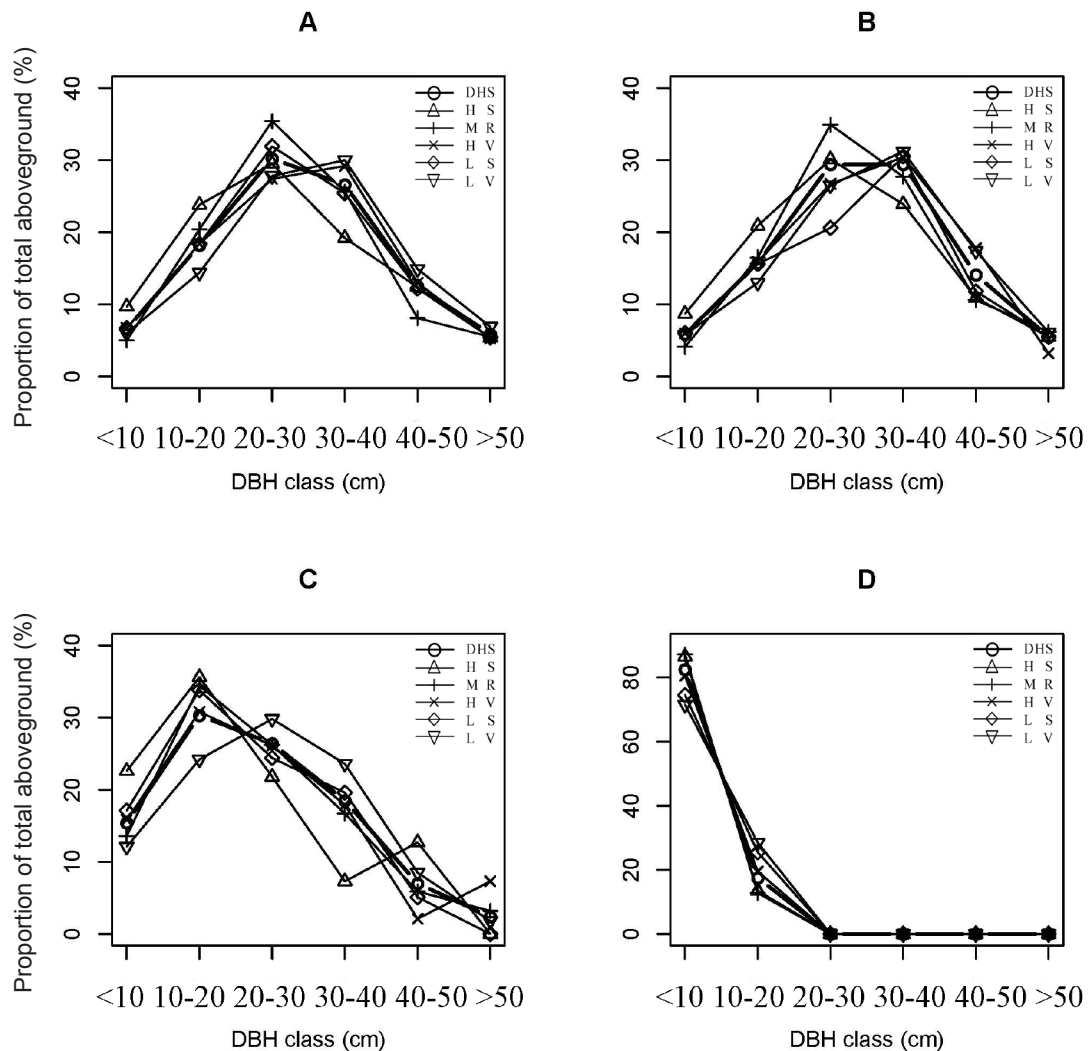 A
Proportion of total aboveground (%)
40
30
20
10
0
DHS
H S
M R
H V
L S
L V
<10 10-20 20-30 30-40 40-50 >50
DBH class (cm)
B
40
30
20
10
0
DHS
H S
M R
H V
L S
L V
<10 10-20 20-30 30-40 40-50 >50
DBH class (cm)
C
Proportion of total aboveground (%)
40
30
20
10
0
DHS
H S
M R
H V
L S
L V
<10 10-20 20-30 30-40 40-50 >50
DBH class (cm)
D
80
60
40
20
0
DHS
H S
M R
H V
L S
L V
<10 10-20 20-30 30-40 40-50 >50
DBH class (cm)